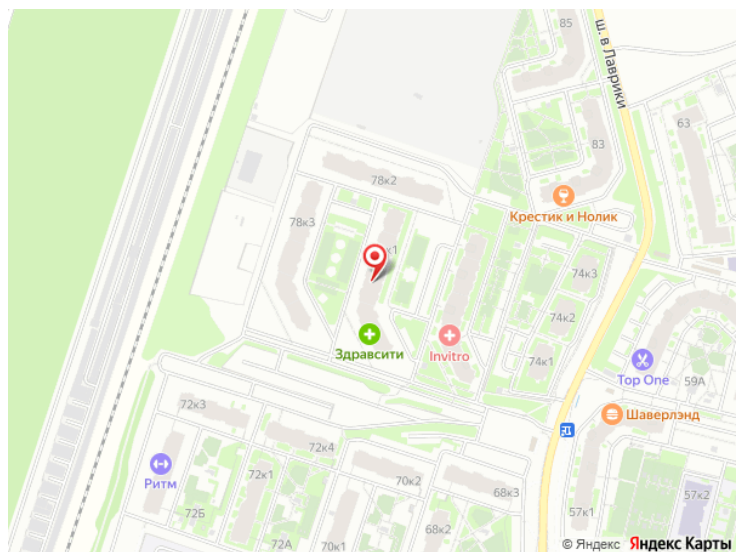 85
ш. в Лаврики
63
83
78к2
Крестик и Нолик
78к3
к1
74к3
74к2
Здравсити
Invitro
74к1
Top One
59А
72к3
Шаверлэнд
72к4
Ритм
72к1
70к2
68к3
57к2
72Б
68к2
57к1
72А
70к1
© Яндекс Яндекс Карты